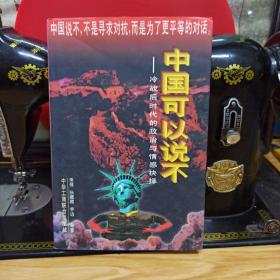 中国说不,不是寻求对抗,而是为了更平等的对话
中国可以说不
——冷战后时代的政治与情感抉择
中华工商联合出版社